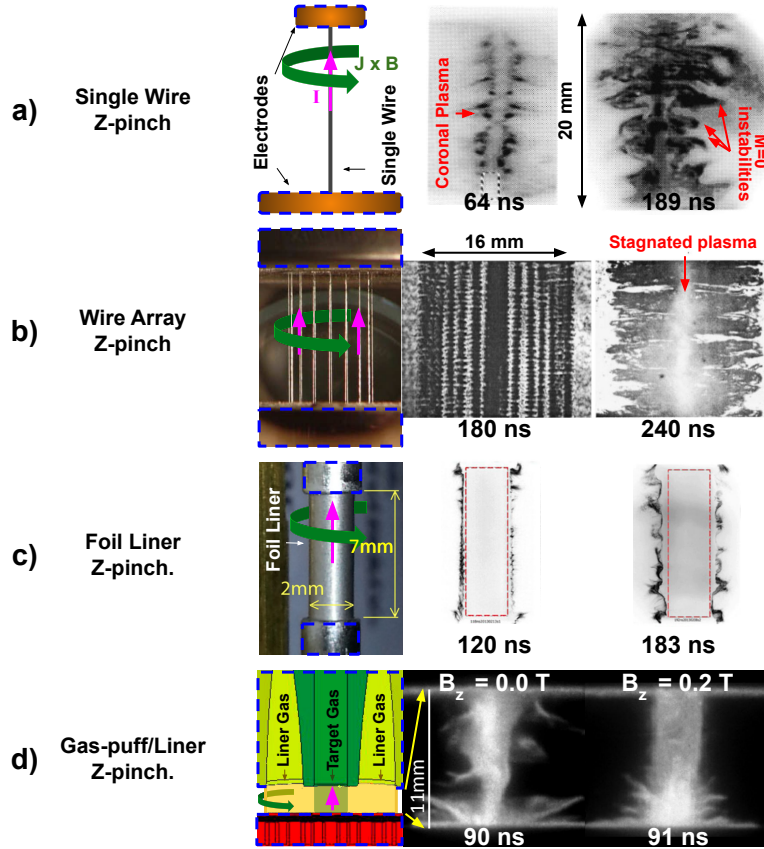 a)
Single Wire
Z-pinch
Electrodes
J x B
I
Single Wire
Coronal Plasma
64 ns
20 mm
189 ns
M=0
instabilities
b)
Wire Array
Z-pinch
16 mm
180 ns
Stagnated plasma
240 ns
c)
Foil Liner
Z-pinch.
Foil Liner
7mm
2mm
120 ns
183 ns
d)
Gas-puff/Liner
Z-pinch.
Liner Gas
Target Gas
Liner Gas
11mm
Bz = 0.0 T
90 ns
Bz = 0.2 T
91 ns